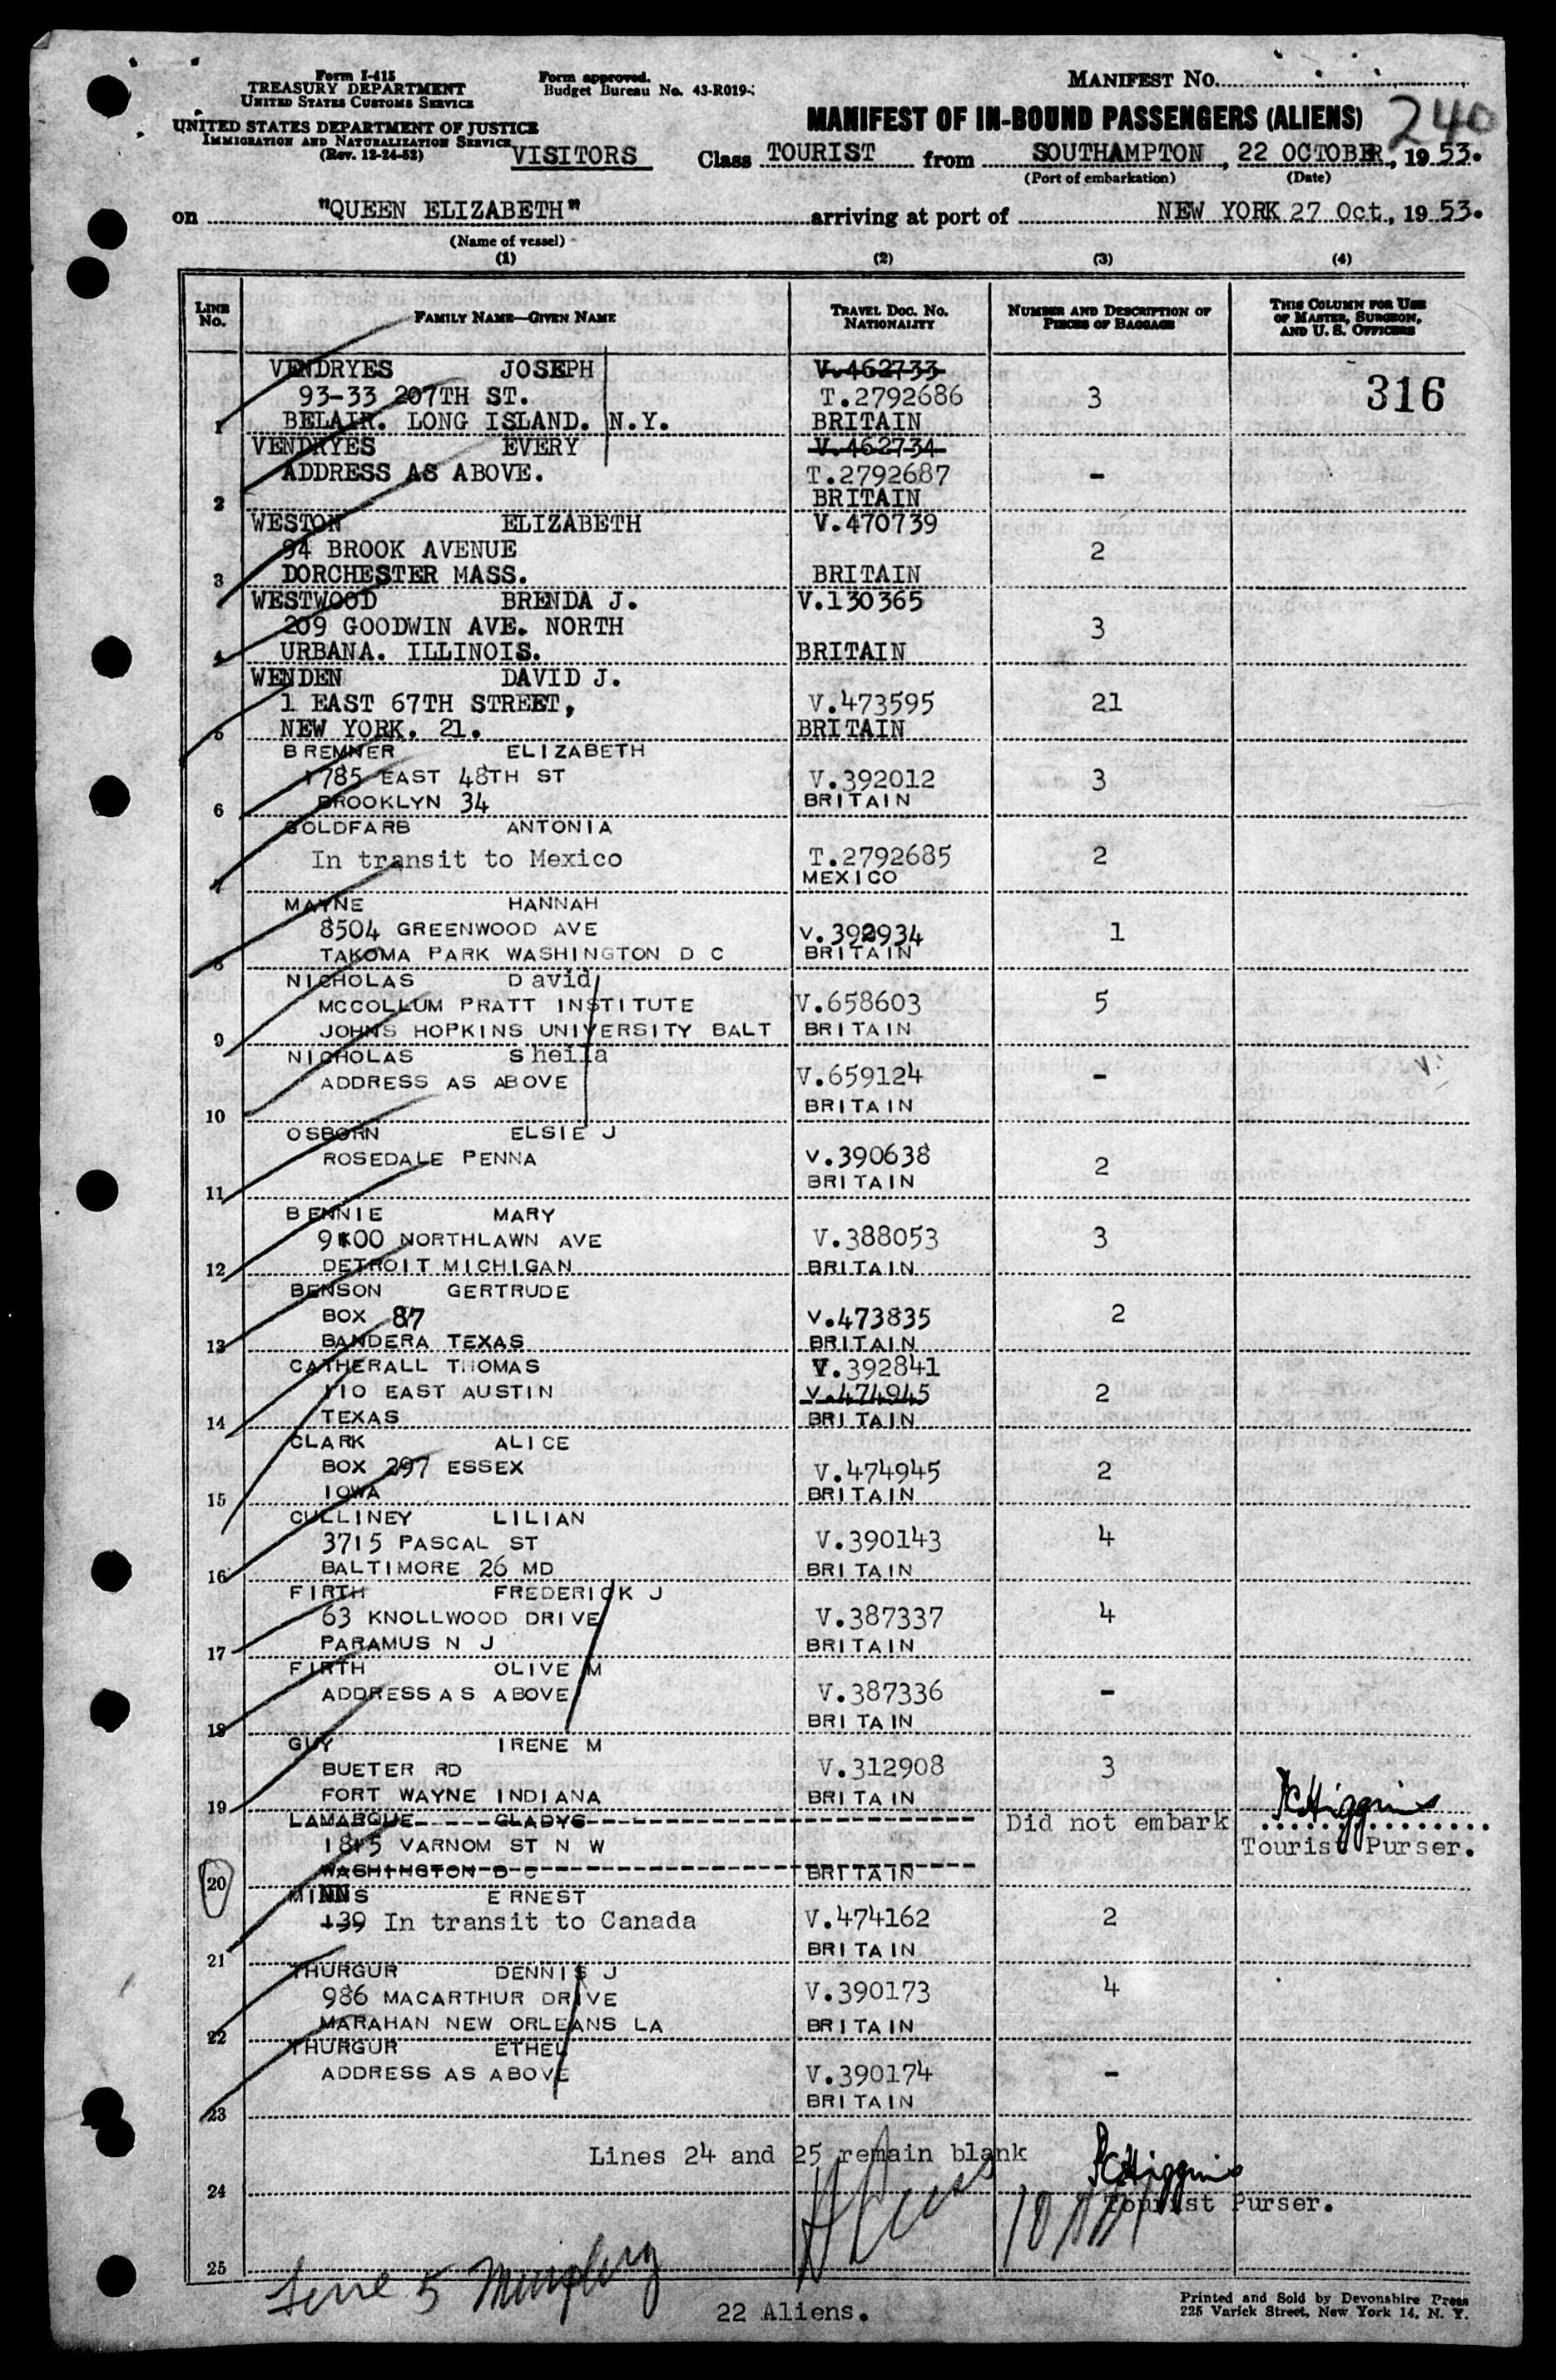 Form I-415
TREASURY DEPARTMENT
UNITED STATES CUSTOMS SERVICE
UNITED STATES DEPARTMENT OF JUSTICE
IMMIGRATION AND NATURALIZATION SERVICE
(Rev. 12-24-52)
Form approved.
Budget Bureau No. 43-R019-
MANIFEST NO.
MANIFEST OF IN-BOUND PASSENGERS (ALIENS) 240
VISITORS Class TOURIST from SOUTHAMPTON, 22 OCTOBER, 1953.
(Port of embarkation) (Date)
on "QUEEN ELIZABETH" arriving at port of NEW YORK 27 Oct., 1953.
(Name of vessel)
(1) (2) (3) (4)
LINE No. FAMILY NAME—GIVEN NAME TRAVEL DOC. NO. NATIONALITY NUMBER AND DESCRIPTION OF PIECES OF BAGGAGE THIS COLUMN FOR USE OF MASTER, SURGEON, AND U. S. OFFICERS
VENDRYES JOSEPH V.462733
93-33 207TH ST. T.2792686 3 316
1 BELAIR. LONG ISLAND. N.Y. BRITAIN
VENDRYES EVERY V.462734
ADDRESS AS ABOVE. T.2792687 -
2 BRITAIN
WESTON ELIZABETH V.470739
94 BROOK AVENUE 2
3 DORCHESTER MASS. BRITAIN
WESTWOOD BRENDA J. V.130365
209 GOODWIN AVE. NORTH 3
4 URBANA. ILLINOIS. BRITAIN
WENDEN DAVID J.
1 EAST 67TH STREET, V.473595 21
5 NEW YORK. 21. BRITAIN
BREMNER ELIZABETH
1785 EAST 48TH ST V.392012 3
6 BROOKLYN 34 BRITAIN
GOLDFARB ANTONIA
In transit to Mexico T.2792685 2
7 MEXICO
MAYNE HANNAH
8504 GREENWOOD AVE V.392934 1
8 TAKOMA PARK WASHINGTON D C BRITAIN
NICHOLAS David
MCCOLLUM PRATT INSTITUTE V.658603 5
9 JOHNS HOPKINS UNIVERSITY BALT BRITAIN
NICHOLAS Sheila
ADDRESS AS ABOVE V.659124 -
10 BRITAIN
OSBORN ELSIE J
ROSEDALE PENNA V.390638 2
11 BRITAIN
BENNIE MARY
9100 NORTHLAWN AVE V.388053 3
12 DETROIT MICHIGAN BRITAIN
BENSON GERTRUDE
BOX 87 V.473835 2
13 BANDERA TEXAS BRITAIN
CATHERALL THOMAS V.392841
110 EAST AUSTIN V.474945 2
14 TEXAS BRITAIN
CLARK ALICE
BOX 297 ESSEX V.474945 2
15 IOWA BRITAIN
CULLINEY LILIAN
3715 PASCAL ST V.390143 4
16 BALTIMORE 26 MD BRITAIN
FIRTH FREDERICK J
63 KNOLLWOOD DRIVE V.387337 4
17 PARAMUS N J BRITAIN
FIRTH OLIVE M
ADDRESS AS ABOVE V.387336 -
18 BRITAIN
GUY IRENE M
BUETER RD V.312908 3
19 FORT WAYNE INDIANA BRITAIN
LAMARQUE GLADYS Did not embark JCHiggins
1815 VARNOM ST N W Tourist Purser.
20 WASHINGTON D C BRITAIN
MINNS ERNEST
139 In transit to Canada V.474162 2
21 BRITAIN
THURGUR DENNIS J
986 MACARTHUR DRIVE V.390173 4
22 MARAHAN NEW ORLEANS LA BRITAIN
THURGUR ETHEL
ADDRESS AS ABOVE V.390174 -
23 BRITAIN
Lines 24 and 25 remain blank JCHiggins
24 Tourist Purser.
25
Line 5
22 Aliens.
Printed and Sold by Devonshire Press
225 Varick Street, New York 14, N. Y.